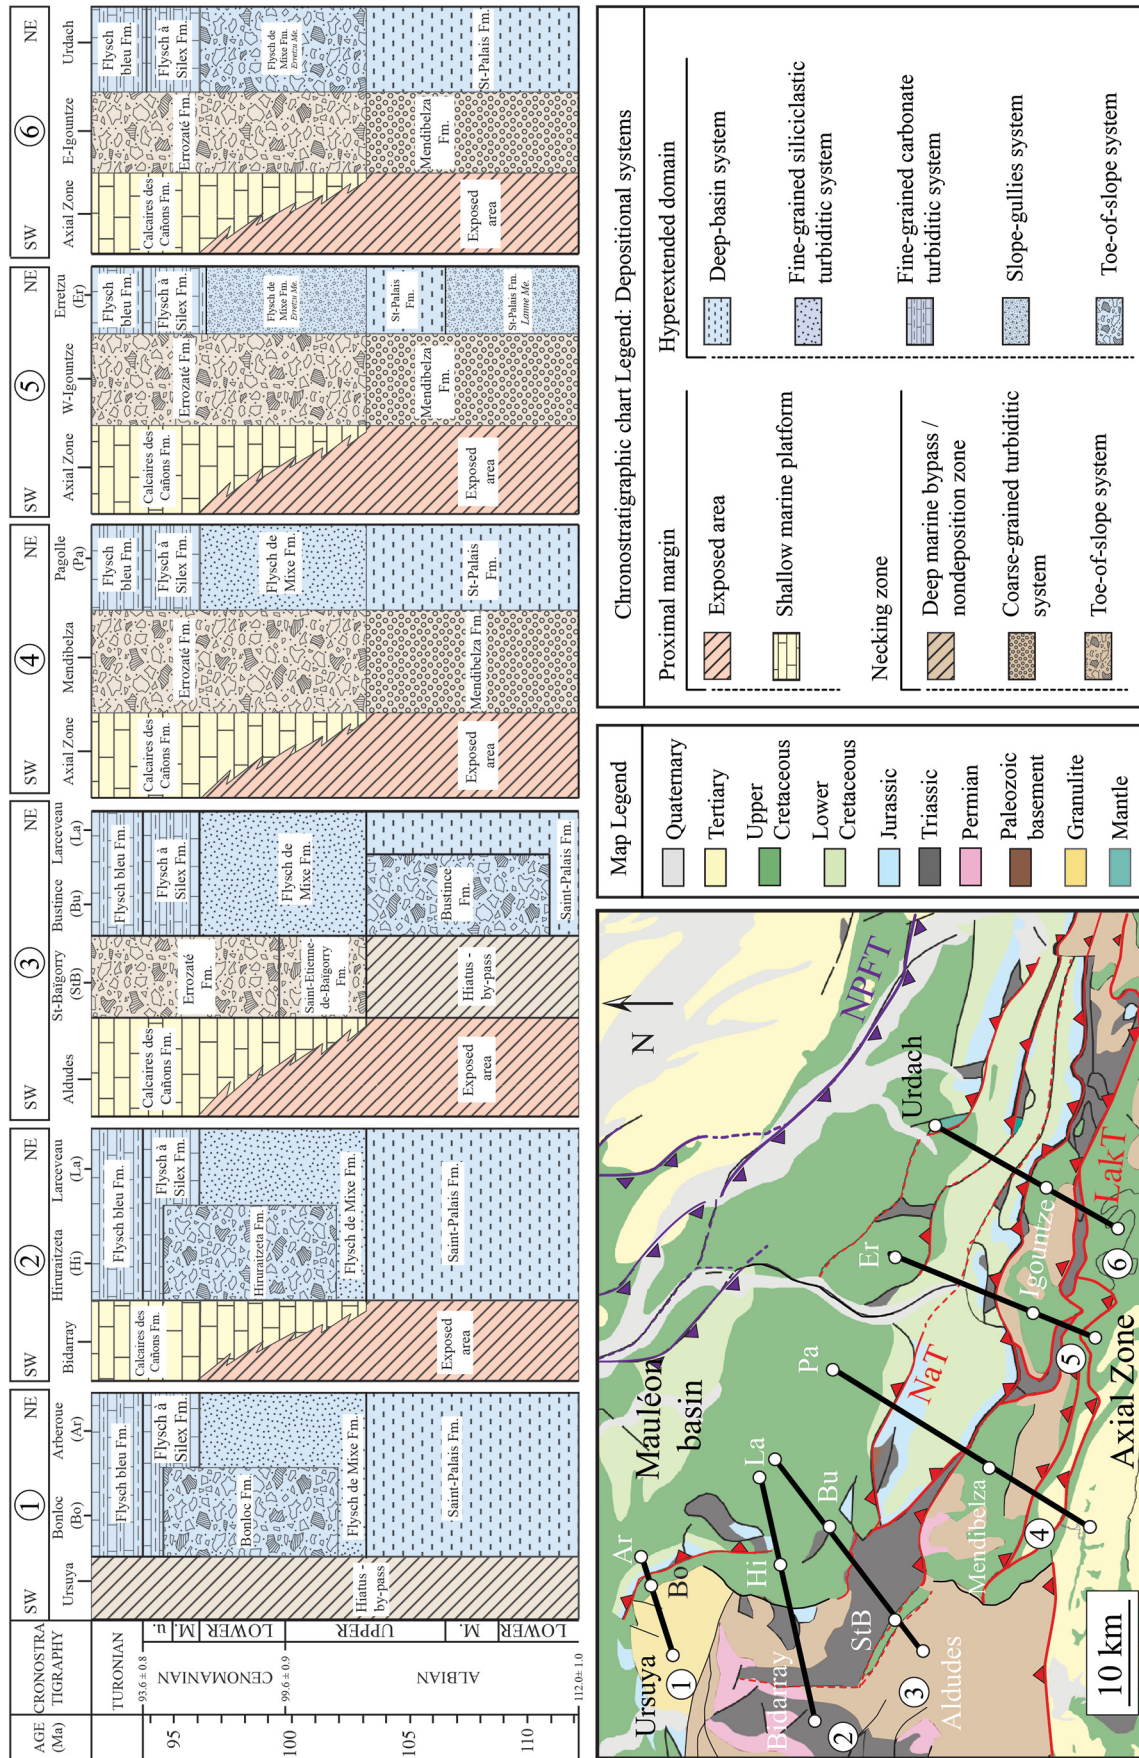 AGE
(Ma)
CRONOSTRA
TIGRAPHY
95
100
105
110
TURONIAN
93.6 ± 0.8
CENOMANIAN
99.6 ± 0.9
ALBIAN
112.0± 1.0
u.
M.
LOWER
UPPER
M.
LOWER
SW
1
NE
Ursuya
Bonloc
(Bo)
Arberoue
(Ar)
Hiatus -
by-pass
Flysch bleu Fm.
Flysch à
Silex Fm.
Bonloc Fm.
Flysch de Mixe Fm.
Saint-Palais Fm.
SW
2
NE
Bidarray
Hiruraitzeta
(Hi)
Larceveau
(La)
Calcaires des
Cañons Fm.
Exposed
area
Flysch bleu Fm.
Flysch à
Silex Fm.
Hiruraitzeta Fm.
Flysch de Mixe Fm.
Saint-Palais Fm.
SW
3
NE
Aldudes
St-Baïgorry
(StB)
Bustince
(Bu)
Larceveau
(La)
Calcaires des
Cañons Fm.
Exposed
area
Errozaté
Fm.
Saint-Etienne-
de-Baigorry
Fm.
Hiatus -
by-pass
Flysch bleu Fm.
Flysch à
Silex Fm.
Flysch de
Mixe Fm.
Bustince
Fm.
Saint-Palais Fm.
SW
4
NE
Axial Zone
Mendibelza
Pagolle
(Pa)
Calcaires des
Cañons Fm.
Exposed
area
Errozaté Fm.
Mendibelza Fm.
Flysch
bleu Fm.
Flysch à
Silex Fm.
Flysch de
Mixe Fm.
St-Palais
Fm.
SW
5
NE
Axial Zone
W-Igountze
Erretzu
(Er)
Calcaires des
Cañons Fm.
Exposed
area
Errozaté Fm.
Mendibelza
Fm.
Flysch
bleu Fm.
Flysch à
Silex Fm.
Flysch de
Mixe Fm.
Erretzu Me.
St-Palais
Fm.
St-Palais Fm.
Lanne Me.
SW
6
NE
Axial Zone
E-Igountze
Urdach
Calcaires des
Cañons Fm.
Exposed
area
Errozaté Fm.
Mendibelza
Fm.
Flysch
bleu Fm.
Flysch à
Silex Fm.
Flysch de
Mixe Fm.
Erretzu Me.
St-Palais Fm.
Ursuya
1
Bo
Ar
Bidarray
2
Hi
La
StB
Bu
3
Aldudes
Mauléon
basin
Pa
NaT
Mendibelza
4
Er
5
Igountze
Urdach
6
LakT
NPFT
N
Axial Zone
10 km
Map Legend
Quaternary
Tertiary
Upper
Cretaceous
Lower
Cretaceous
Jurassic
Triassic
Permian
Paleozoic
basement
Granulite
Mantle
Chronostratigraphic chart Legend: Depositional systems
Proximal margin
Exposed area
Shallow marine platform
Necking zone
Deep marine bypass /
nondeposition zone
Coarse-grained turbiditic
system
Toe-of-slope system
Hyperextended domain
Deep-basin system
Fine-grained siliciclastic
turbiditic system
Fine-grained carbonate
turbiditic system
Slope-gullies system
Toe-of-slope system